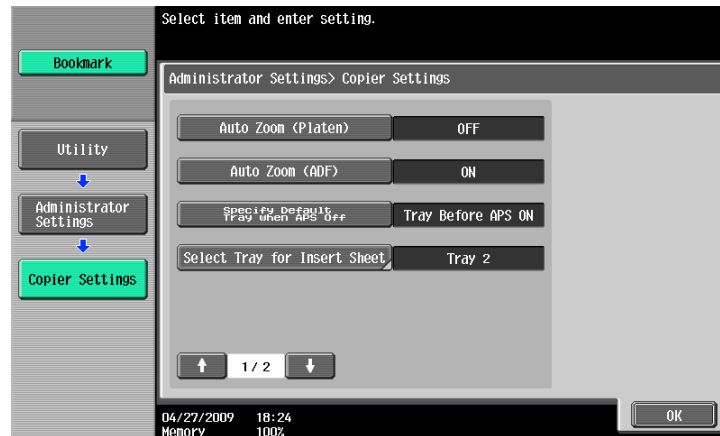 Select item and enter setting.
Bookmark
Administrator Settings> Copier Settings
Utility
Administrator
Settings
Copier Settings
Auto Zoom (Platen)
OFF
Auto Zoom (ADF)
ON
Specify Default
Tray when APS Off
Tray Before APS ON
Select Tray for Insert Sheet
Tray 2
1/ 2
OK
04/27/2009 18:24
Memory 100%